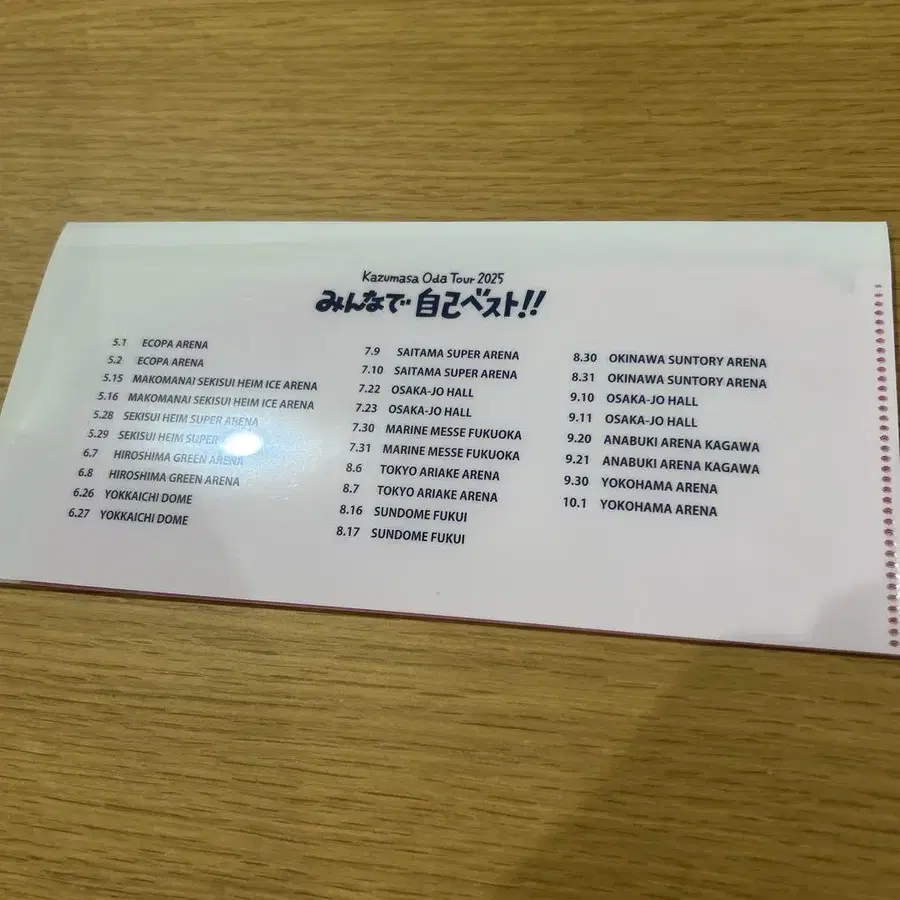 Kazumasa Oda Tour 2025
みんなで 自己ベスト!!
5.1 ECOPA ARENA
5.2 ECOPA ARENA
5.15 MAKOMANAI SEKISUI HEIM ICE ARENA
5.16 MAKOMANAI SEKISUI HEIM ICE ARENA
5.28 SEKISUI HEIM SUPER ARENA
5.29 SEKISUI HEIM SUPER
6.7 HIROSHIMA GREEN ARENA
6.8 HIROSHIMA GREEN ARENA
6.26 YOKKAICHI DOME
6.27 YOKKAICHI DOME
7.9 SAITAMA SUPER ARENA
7.10 SAITAMA SUPER ARENA
7.22 OSAKA-JO HALL
7.23 OSAKA-JO HALL
7.30 MARINE MESSE FUKUOKA
7.31 MARINE MESSE FUKUOKA
8.6 TOKYO ARIAKE ARENA
8.7 TOKYO ARIAKE ARENA
8.16 SUNDOME FUKUI
8.17 SUNDOME FUKUI
8.30 OKINAWA SUNTORY ARENA
8.31 OKINAWA SUNTORY ARENA
9.10 OSAKA-JO HALL
9.11 OSAKA-JO HALL
9.20 ANABUKI ARENA KAGAWA
9.21 ANABUKI ARENA KAGAWA
9.30 YOKOHAMA ARENA
10.1 YOKOHAMA ARENA